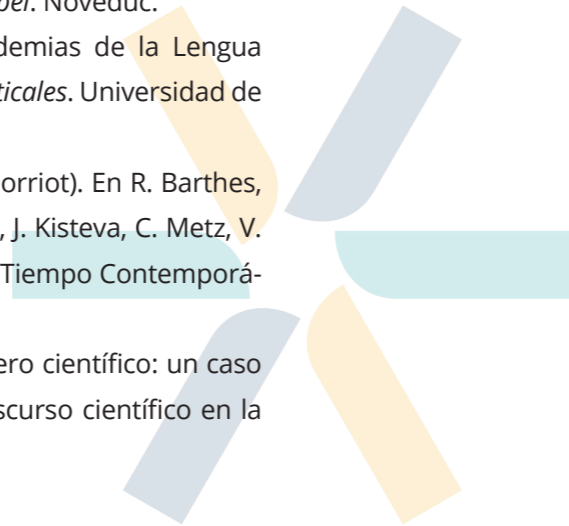 pel. Noveduc.
demias de la Lengua
ticales. Universidad de
orriot). En R. Barthes,
, J. Kisteva, C. Metz, V.
Tiempo Contemporá-
ero científico: un caso
scurso científico en la